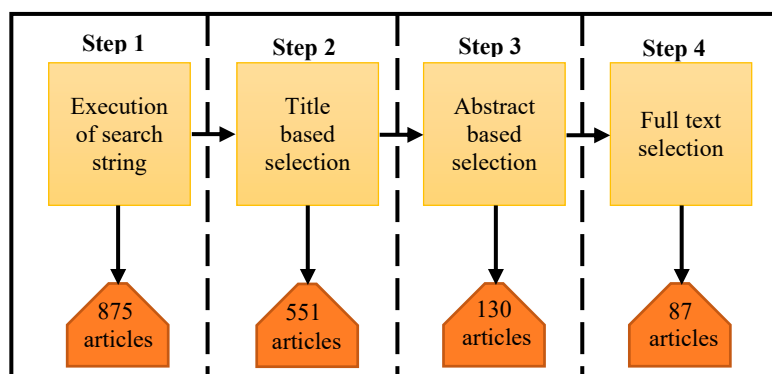 Step 1
Step 2
Step 3
Step 4
Execution
of search
string
Title
based
selection
Abstract
based
selection
Full text
selection
875
articles
551
articles
130
articles
87
articles